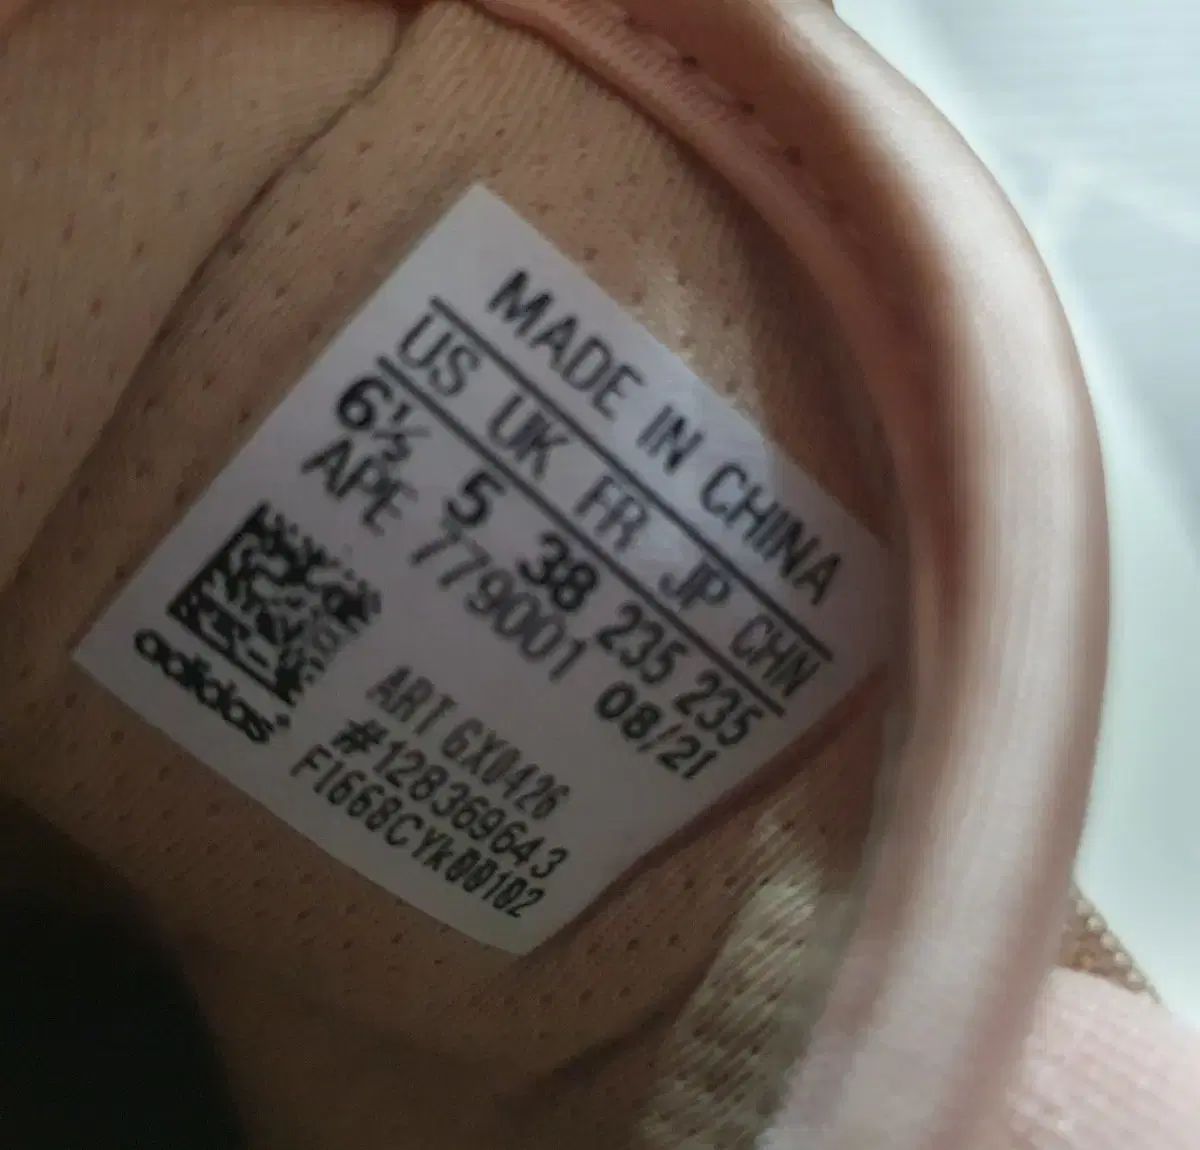 MADE IN CHINA
US UK FR JP CHN
6½ 5 38 235 235
APE 779001 08/21
ART GX0426
#128369643
FI668CYk00102
adidas